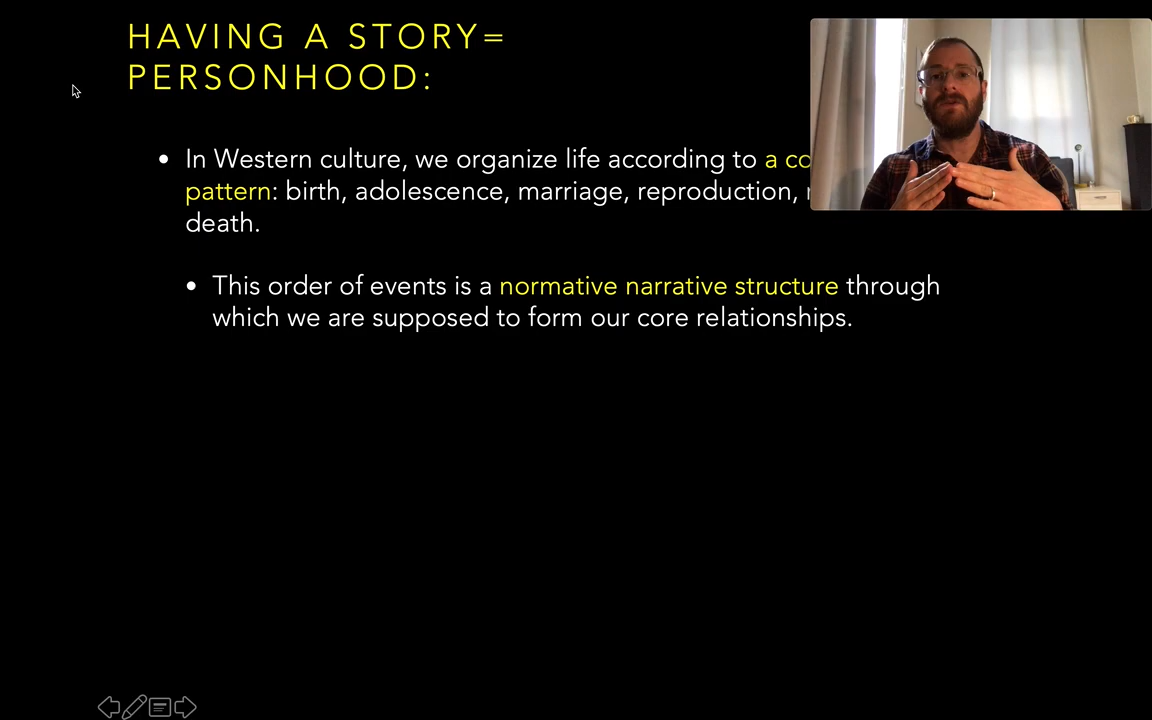 HAVING A STORY=
PERSONHOOD:
• In Western culture, we organize life according to a co
pattern: birth, adolescence, marriage, reproduction,
death.
• This order of events is a normative narrative structure through
which we are supposed to form our core relationships.